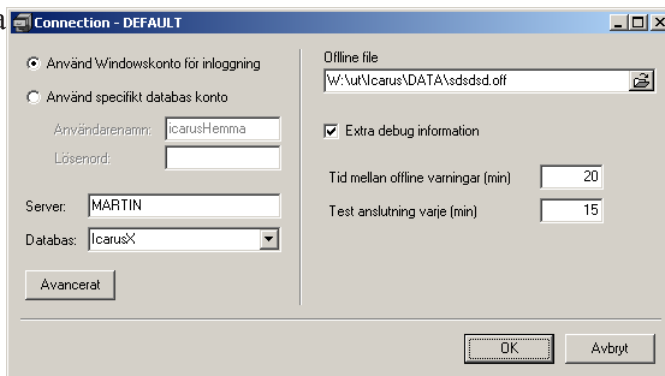 a
Connection - DEFAULT
Använd Windowskonto för inloggning
Använd specifikt databas konto
Användarenamn: icarusHemma
Lösenord:
Server: MARTIN
Databas: IcarusX
Avancerat
Offline file
W:\ut\Icarus\DATA\sdsdsd.off
Extra debug information
Tid mellan offline varningar (min) 20
Test anslutning varje (min) 15
OK Avbryt